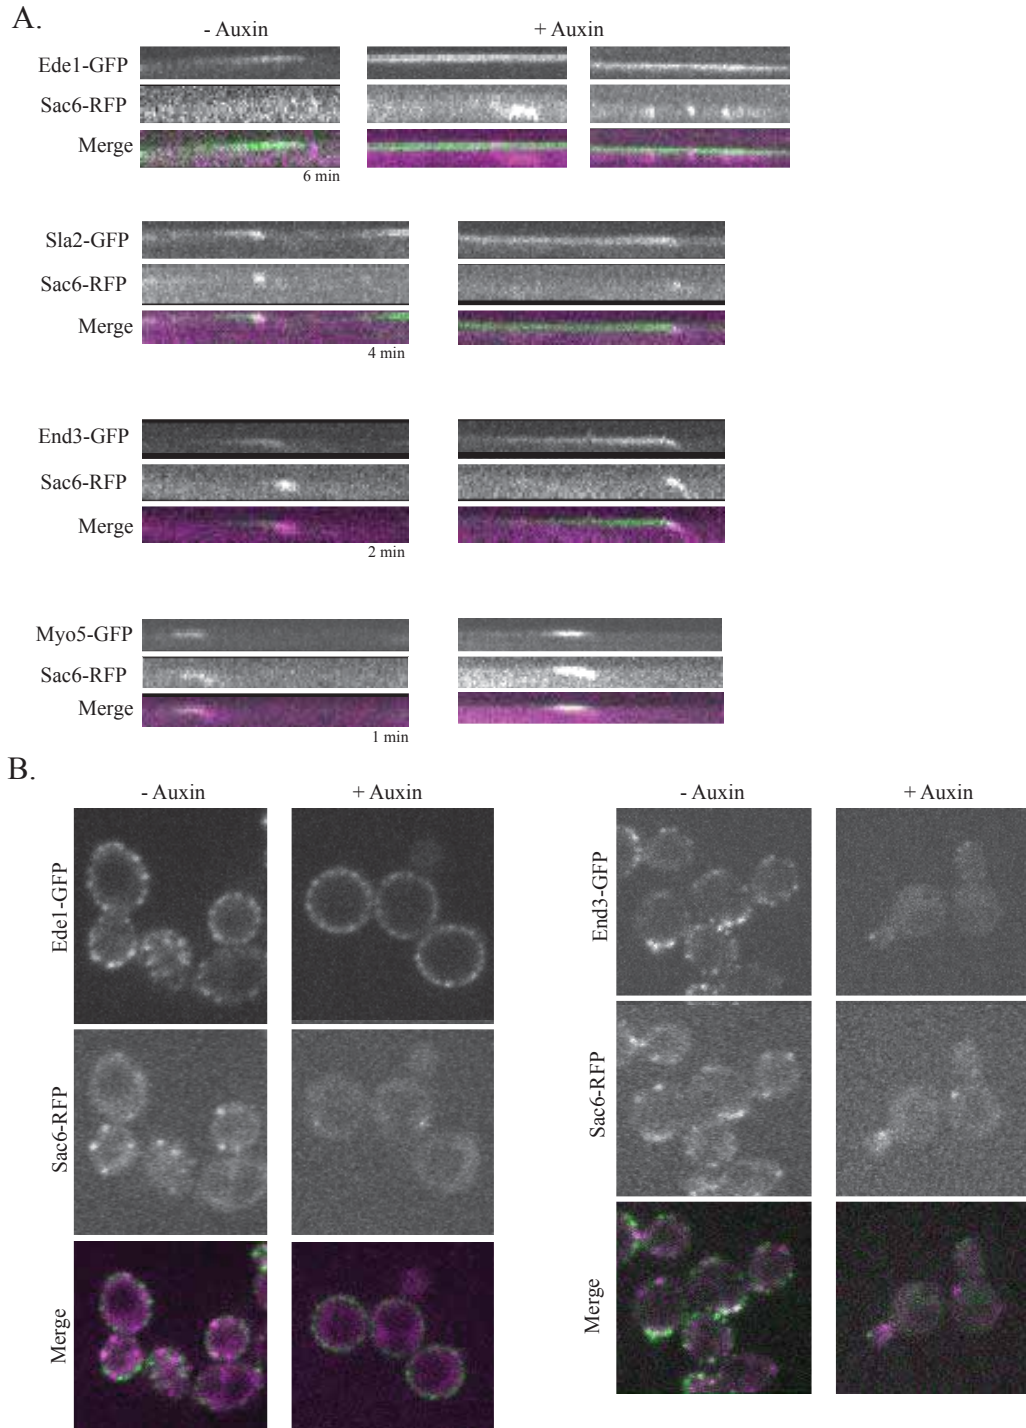 A.
- Auxin + Auxin
Ede1-GFP
Sac6-RFP
Merge
6 min
Sla2-GFP
Sac6-RFP
Merge
4 min
End3-GFP
Sac6-RFP
Merge
2 min
Myo5-GFP
Sac6-RFP
Merge
1 min
B.
- Auxin + Auxin - Auxin + Auxin
Ede1-GFP
Sac6-RFP
Merge
End3-GFP
Sac6-RFP
Merge